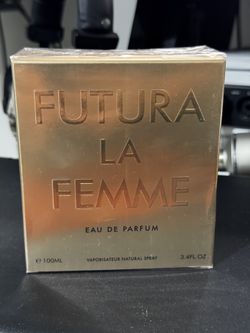 FUTURA
LA
FEMME
EAU DE PARFUM
e 100ML VAPORISATEUR NATURAL SPRAY 3.4FL.OZ